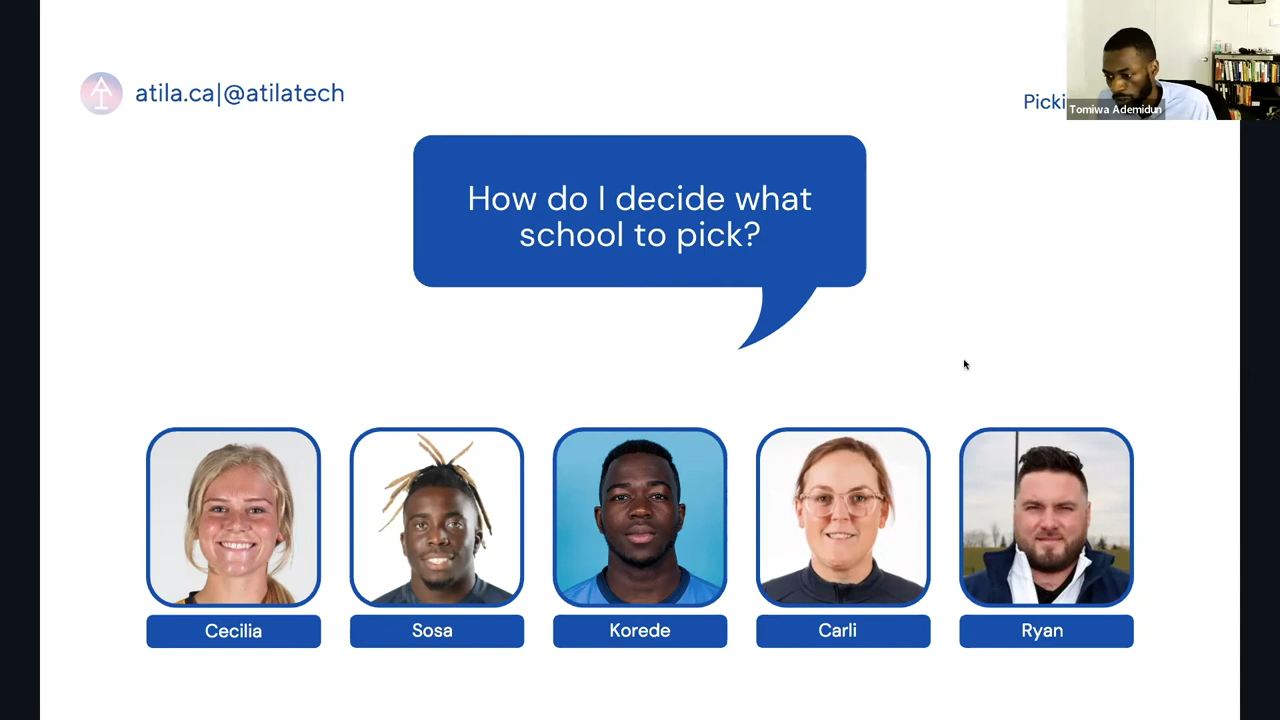 atila.ca|@atilatech
Picki
Tomiwa Ademidun
How do I decide what
school to pick?
Cecilia
Sosa
Korede
Carli
Ryan